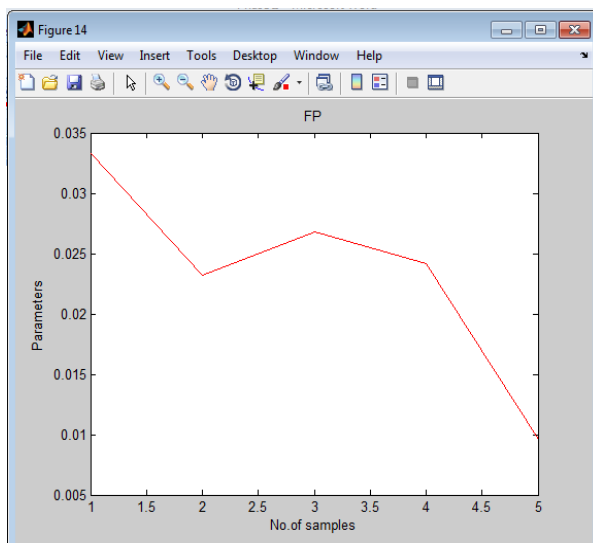 Figure 14
File Edit View Insert Tools Desktop Window Help
FP
0.035
0.03
0.025
0.02
0.015
0.01
0.005
Parameters
1 1.5 2 2.5 3 3.5 4 4.5 5
No.of samples